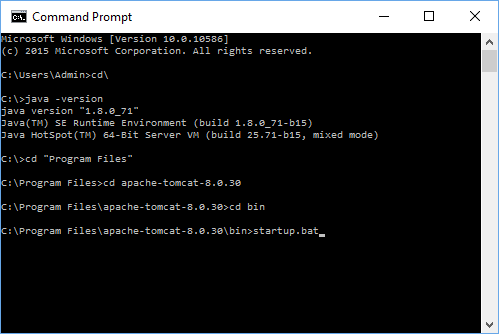 Command Prompt
Microsoft Windows [Version 10.0.10586]
(c) 2015 Microsoft Corporation. All rights reserved.
C:\Users\Admin>cd\
C:\>java -version
java version "1.8.0_71"
Java(TM) SE Runtime Environment (build 1.8.0_71-b15)
Java HotSpot(TM) 64-Bit Server VM (build 25.71-b15, mixed mode)
C:\>cd "Program Files"
C:\Program Files>cd apache-tomcat-8.0.30
C:\Program Files\apache-tomcat-8.0.30>cd bin
C:\Program Files\apache-tomcat-8.0.30\bin>startup.bat